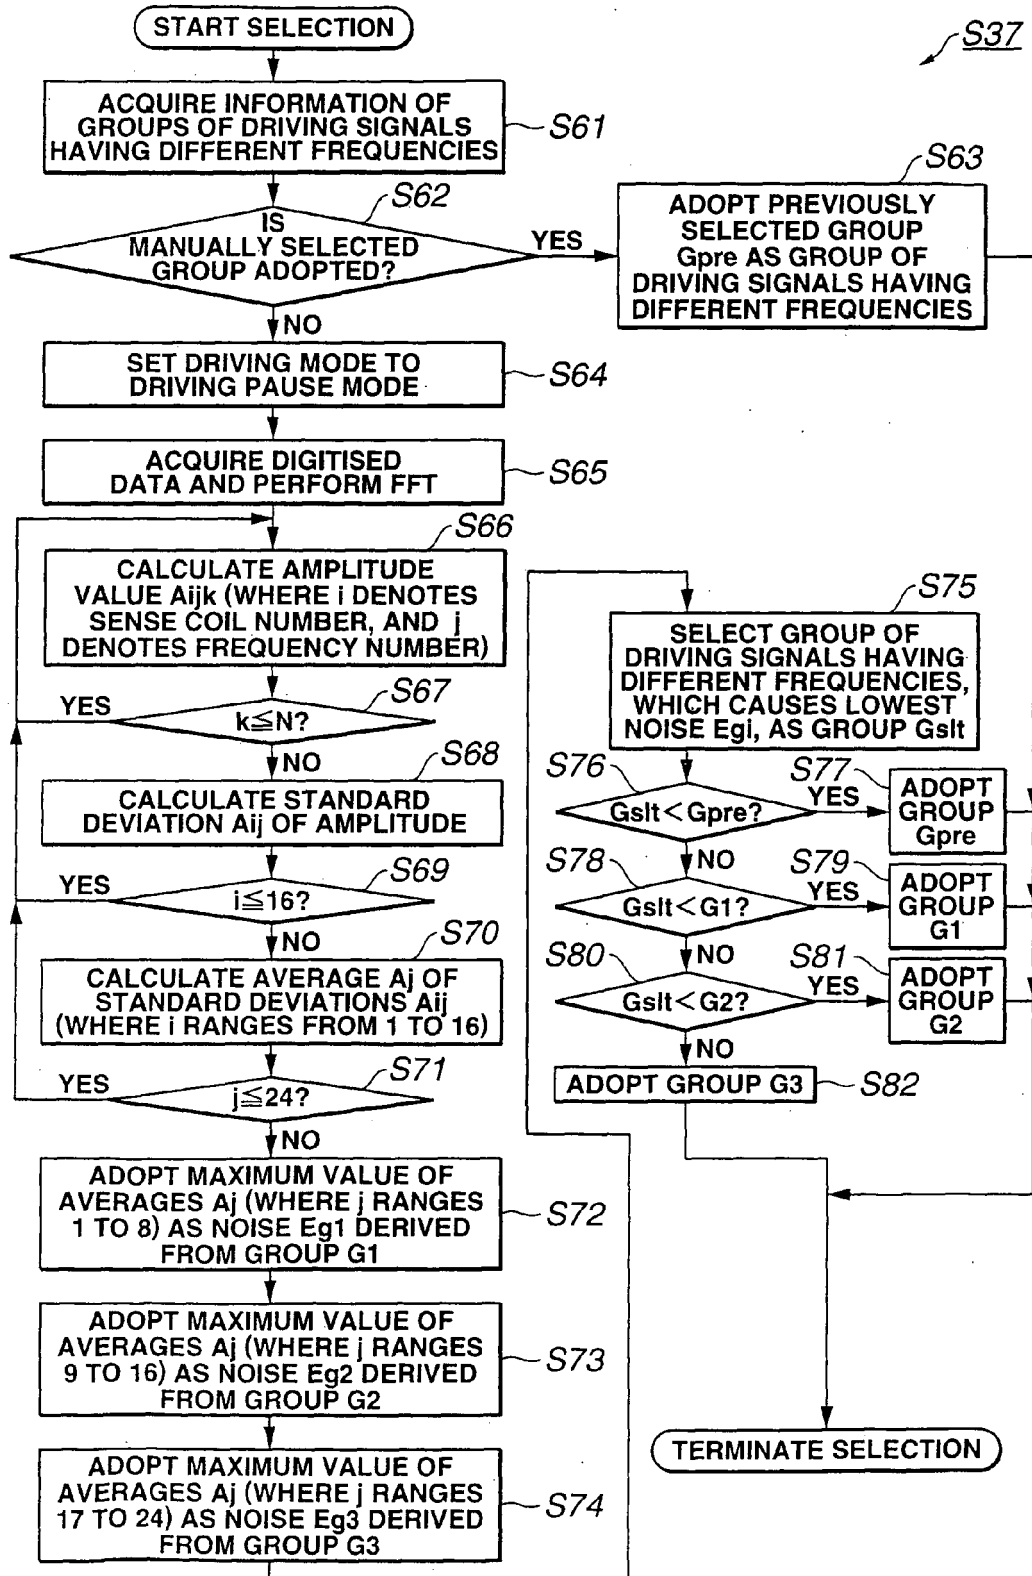 START SELECTION
S37
ACQUIRE INFORMATION OF
GROUPS OF DRIVING SIGNALS
HAVING DIFFERENT FREQUENCIES
S61
S62
IS
MANUALLY SELECTED
GROUP ADOPTED?
YES
NO
S63
ADOPT PREVIOUSLY
SELECTED GROUP
Gpre AS GROUP OF
DRIVING SIGNALS HAVING
DIFFERENT FREQUENCIES
SET DRIVING MODE TO
DRIVING PAUSE MODE
S64
ACQUIRE DIGITISED
DATA AND PERFORM FFT
S65
S66
CALCULATE AMPLITUDE
VALUE Aijk (WHERE i DENOTES
SENSE COIL NUMBER, AND j
DENOTES FREQUENCY NUMBER)
S67
YES
k≦N?
NO
S68
CALCULATE STANDARD
DEVIATION Aij OF AMPLITUDE
S69
YES
i≦16?
NO
S70
CALCULATE AVERAGE Aj OF
STANDARD DEVIATIONS Aij
(WHERE i RANGES FROM 1 TO 16)
S71
YES
j≦24?
NO
ADOPT MAXIMUM VALUE OF
AVERAGES Aj (WHERE j RANGES
1 TO 8) AS NOISE Eg1 DERIVED
FROM GROUP G1
S72
ADOPT MAXIMUM VALUE OF
AVERAGES Aj (WHERE j RANGES
9 TO 16) AS NOISE Eg2 DERIVED
FROM GROUP G2
S73
ADOPT MAXIMUM VALUE OF
AVERAGES Aj (WHERE j RANGES
17 TO 24) AS NOISE Eg3 DERIVED
FROM GROUP G3
S74
S75
SELECT GROUP OF
DRIVING SIGNALS HAVING
DIFFERENT FREQUENCIES,
WHICH CAUSES LOWEST
NOISE Egi, AS GROUP Gslt
S76
Gslt<Gpre?
YES
NO
S77
ADOPT
GROUP
Gpre
S78
Gslt<G1?
YES
NO
S79
ADOPT
GROUP
G1
S80
Gslt<G2?
YES
NO
S81
ADOPT
GROUP
G2
ADOPT GROUP G3
S82
TERMINATE SELECTION